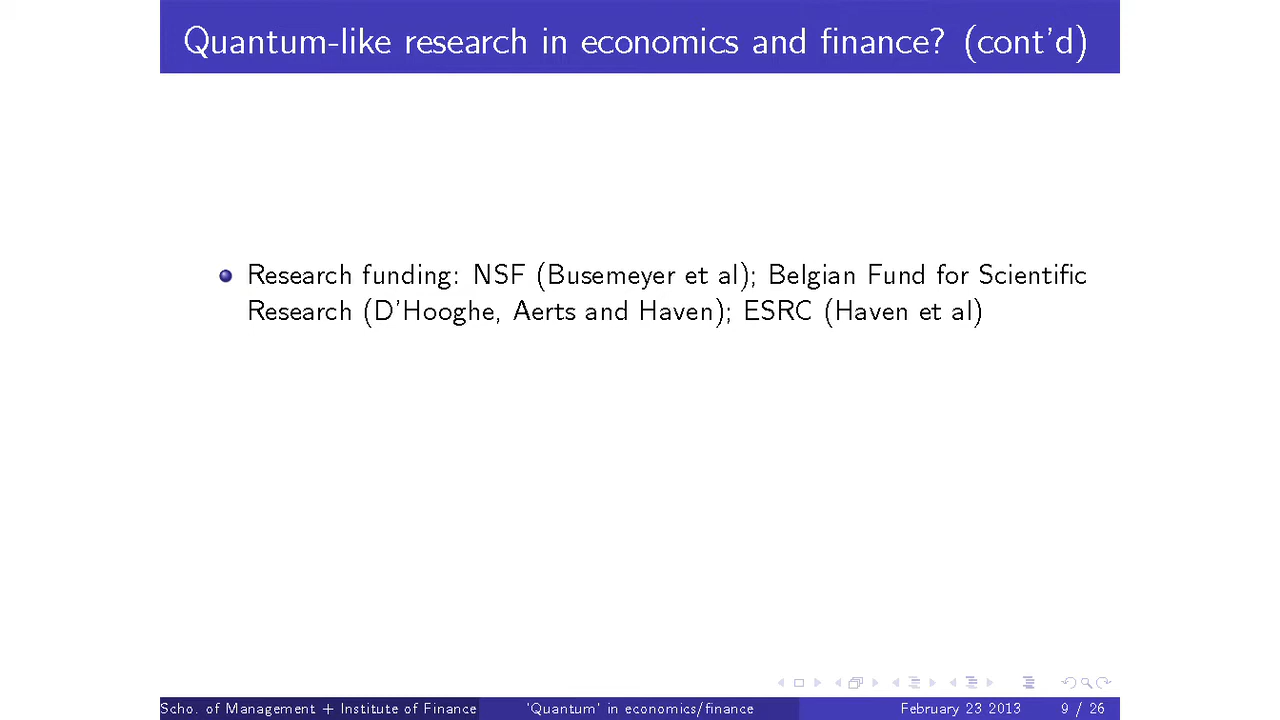 Quantum-like research in economics and finance? (cont'd)
Research funding: NSF (Busemeyer et al); Belgian Fund for Scientific
Research (D'Hooghe, Aerts and Haven); ESRC (Haven et al)
Scho. of Management + Institute of Finance 'Quantum' in economics/finance February 23 2013 9 / 26